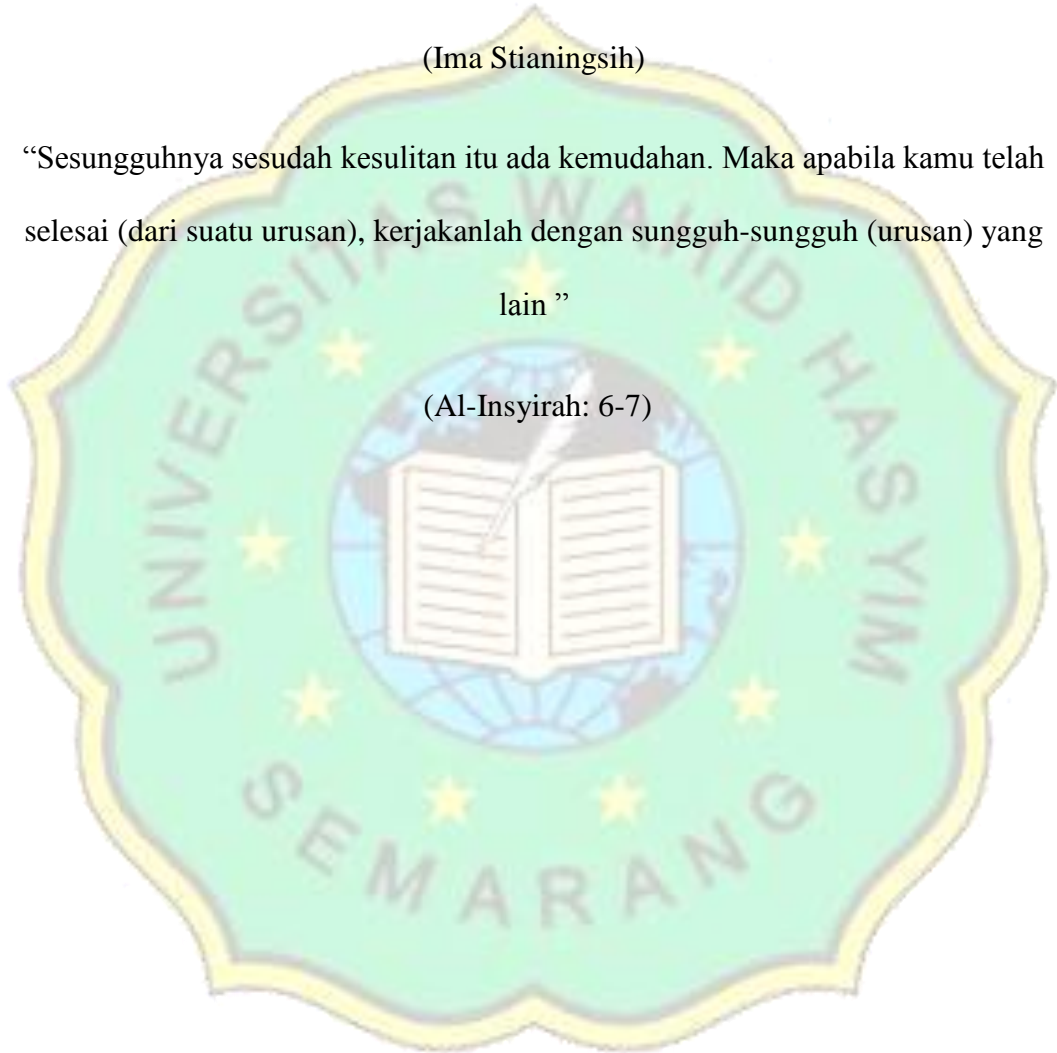 (Ima Stianingsih)
“Sesungguhnya sesudah kesulitan itu ada kemudahan. Maka apabila kamu telah
selesai (dari suatu urusan), kerjakanlah dengan sungguh-sungguh (urusan) yang
lain ”
(Al-Insyirah: 6-7)
UNIVERSITAS WAHID HASYIM
SEMARANG